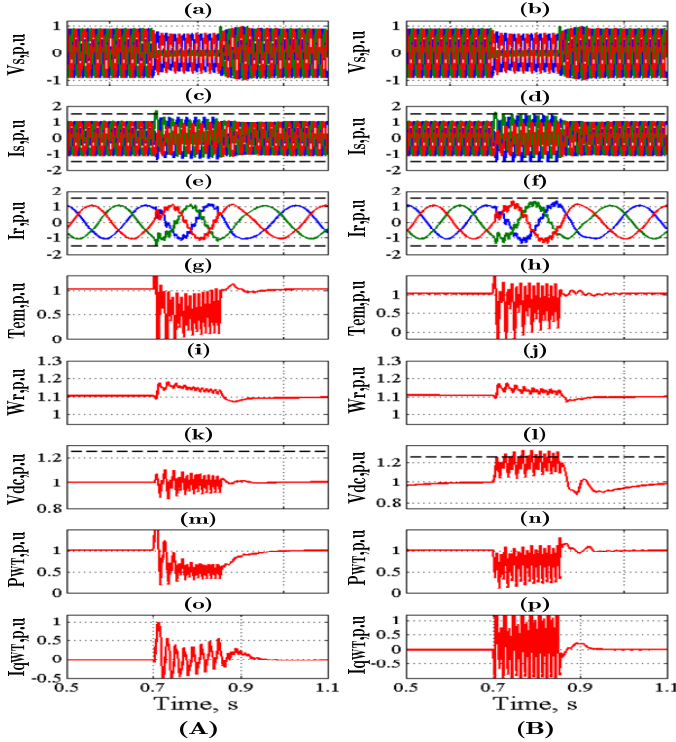 (a)
Vs,p.u
1
0
-1
(b)
Vs,p.u
1
0
-1
(c)
Is,p.u
2
1
0
-1
-2
(d)
Is,p.u
2
1
0
-1
-2
(e)
Ir,p.u
2
1
0
-1
-2
(f)
Ir,p.u
2
1
0
-1
-2
(g)
Tem,p.u
1
0.5
0
(h)
Tem,p.u
1
0.5
0
(i)
Wr,p.u
1.3
1.2
1.1
1
(j)
Wr,p.u
1.3
1.2
1.1
1
(k)
Vdc,p.u
1.2
1
0.8
(l)
Vdc,p.u
1.2
1
0.8
(m)
PWT,p.u
1
0.5
0
(n)
PWT,p.u
1
0.5
0
(o)
IqWT,p.u
1
0.5
0
-0.5
(p)
IqWT,p.u
1
0.5
0
-0.5
0.5 0.7 0.9 1.1
Time, s
(A)
0.5 0.7 0.9 1.1
Time, s
(B)